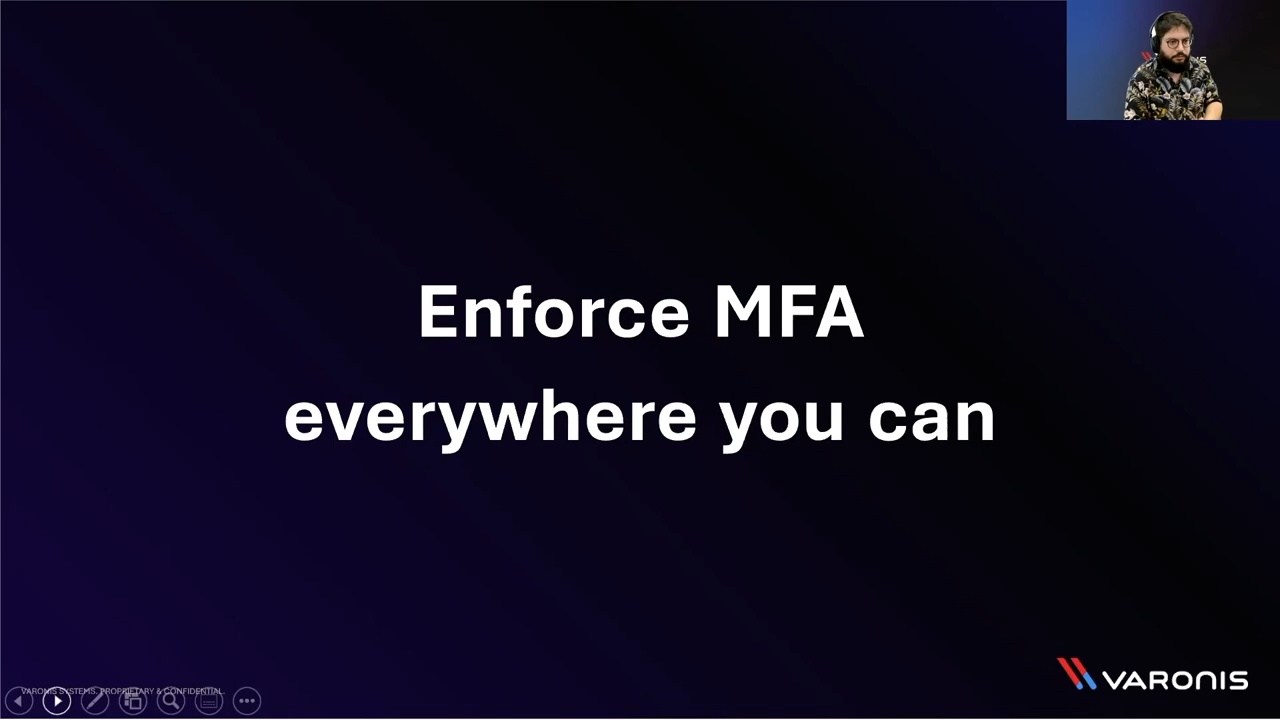 Enforce MFA
everywhere you can
VARONIS SYSTEMS. PROPRIETARY & CONFIDENTIAL.
VARONIS